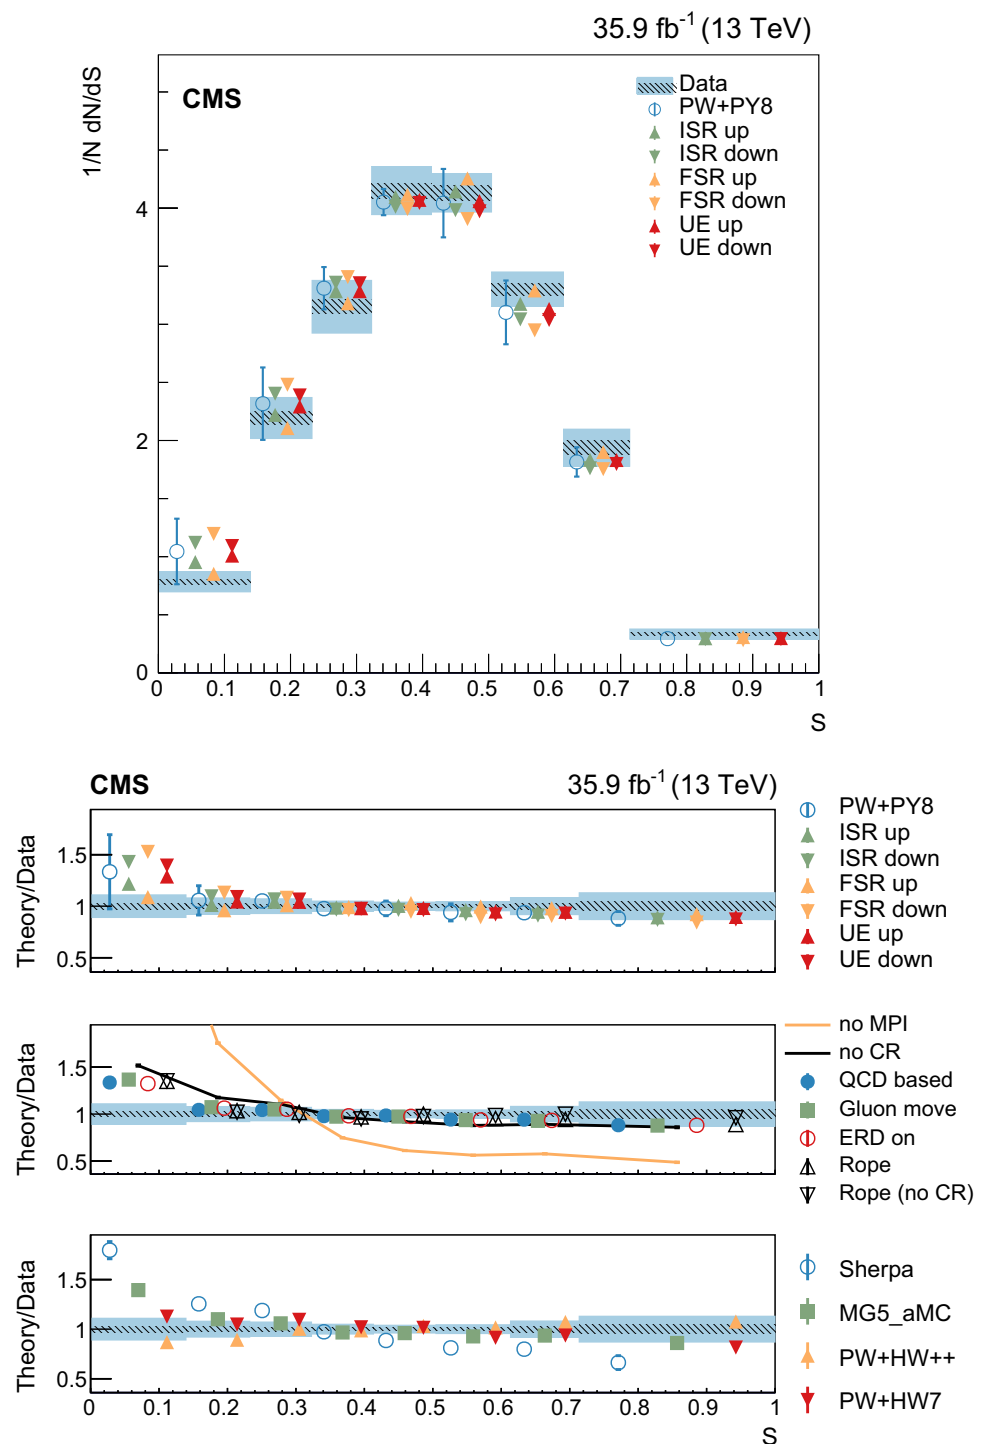 35.9 fb⁻¹ (13 TeV)
1/N dN/dS
CMS
Data
PW+PY8
ISR up
ISR down
FSR up
FSR down
UE up
UE down
4
2
0
0 0.1 0.2 0.3 0.4 0.5 0.6 0.7 0.8 0.9 1
S
CMS 35.9 fb⁻¹ (13 TeV)
Theory/Data
1.5
1
0.5
PW+PY8
ISR up
ISR down
FSR up
FSR down
UE up
UE down
Theory/Data
1.5
1
0.5
no MPI
no CR
QCD based
Gluon move
ERD on
Rope
Rope (no CR)
Theory/Data
1.5
1
0.5
Sherpa
MG5_aMC
PW+HW++
PW+HW7
0 0.1 0.2 0.3 0.4 0.5 0.6 0.7 0.8 0.9 1
S